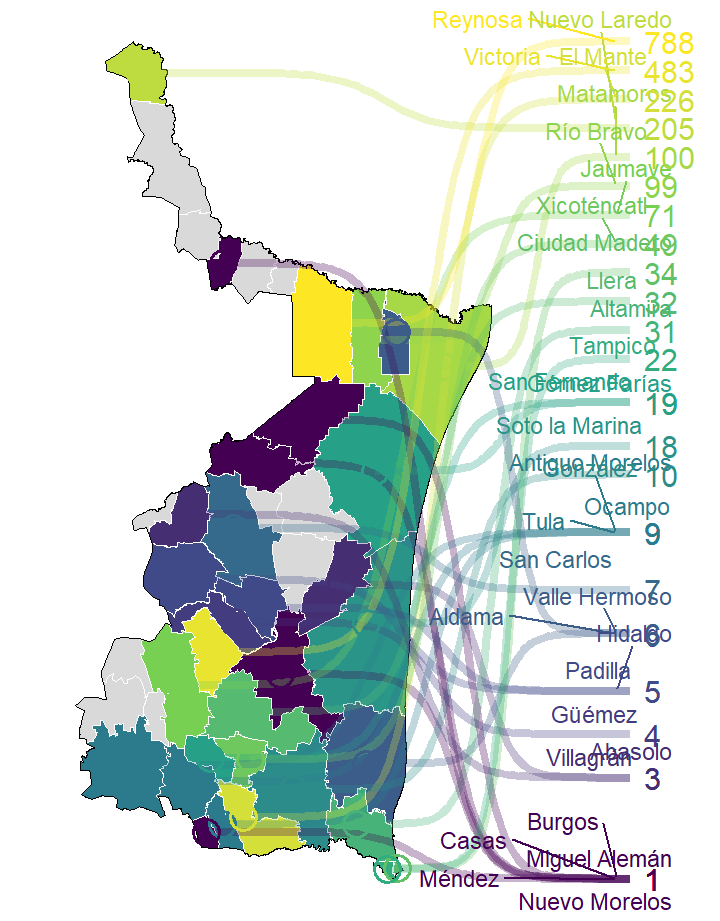 Reynosa
Nuevo Laredo
788
Victoria
El Mante
483
Matamoros
226
Río Bravo
205
100
Jaumave
99
Xicoténcatl
71
Ciudad Madero
49
Llera
34
32
Altamira
31
Tampico
22
San Fernando
Gómez Farías
19
Soto la Marina
18
Antiguo Morelos
González
10
Ocampo
Tula
9
San Carlos
7
Valle Hermoso
Aldama
Hidalgo
6
Padilla
5
Güémez
4
Abasolo
Villagrán
3
Burgos
Casas
Miguel Alemán
Méndez
1
Nuevo Morelos